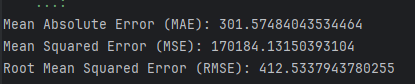 ...:
Mean Absolute Error (MAE): 301.57484043534464
Mean Squared Error (MSE): 170184.13150393104
Root Mean Squared Error (RMSE): 412.5337943780255